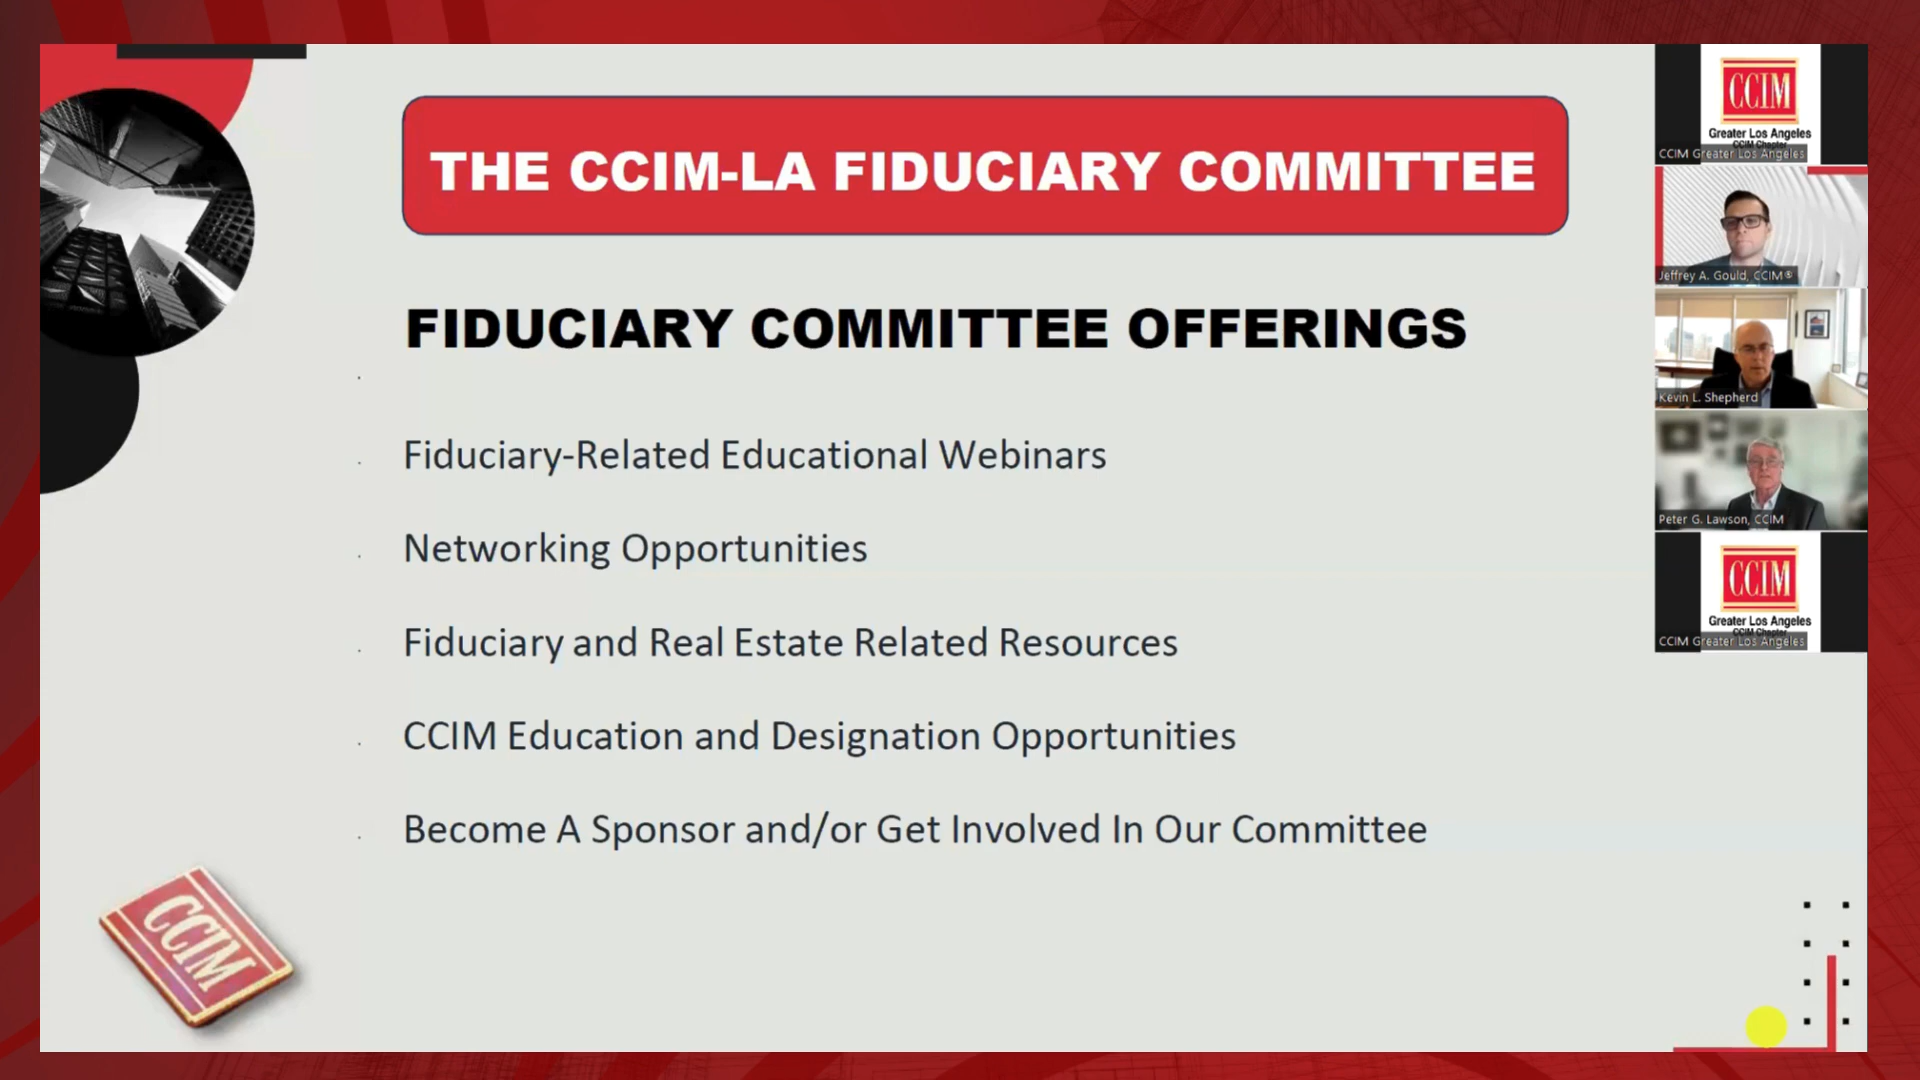 THE CCIM-LA FIDUCIARY COMMITTEE
FIDUCIARY COMMITTEE OFFERINGS
Fiduciary-Related Educational Webinars
Networking Opportunities
Fiduciary and Real Estate Related Resources
CCIM Education and Designation Opportunities
Become A Sponsor and/or Get Involved In Our Committee
CCIM
CCIM
Greater Los Angeles
CCIM Chapter
CCIM Greater Los Angeles
Jeffrey A. Gould, CCIM®
Kevin L. Shepherd
Peter G. Lawson, CCIM
CCIM
Greater Los Angeles
CCIM Chapter
CCIM Greater Los Angeles